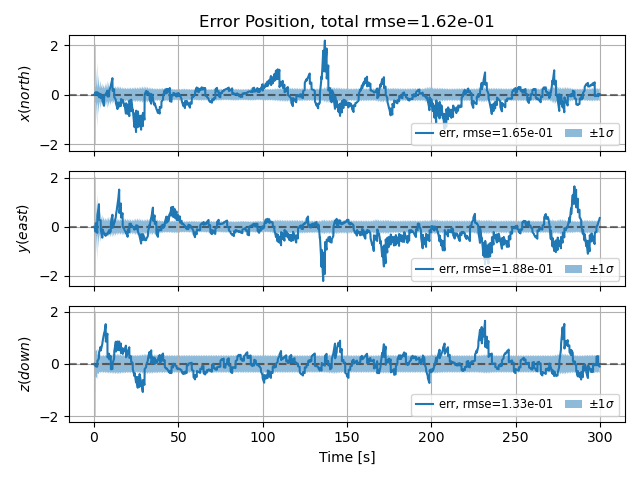 Error Position, total rmse=1.62e-01
x(north)
2
0
−2
err, rmse=1.65e-01 ±1σ
y(east)
2
0
−2
err, rmse=1.88e-01 ±1σ
z(down)
2
0
−2
err, rmse=1.33e-01 ±1σ
0 50 100 150 200 250 300
Time [s]